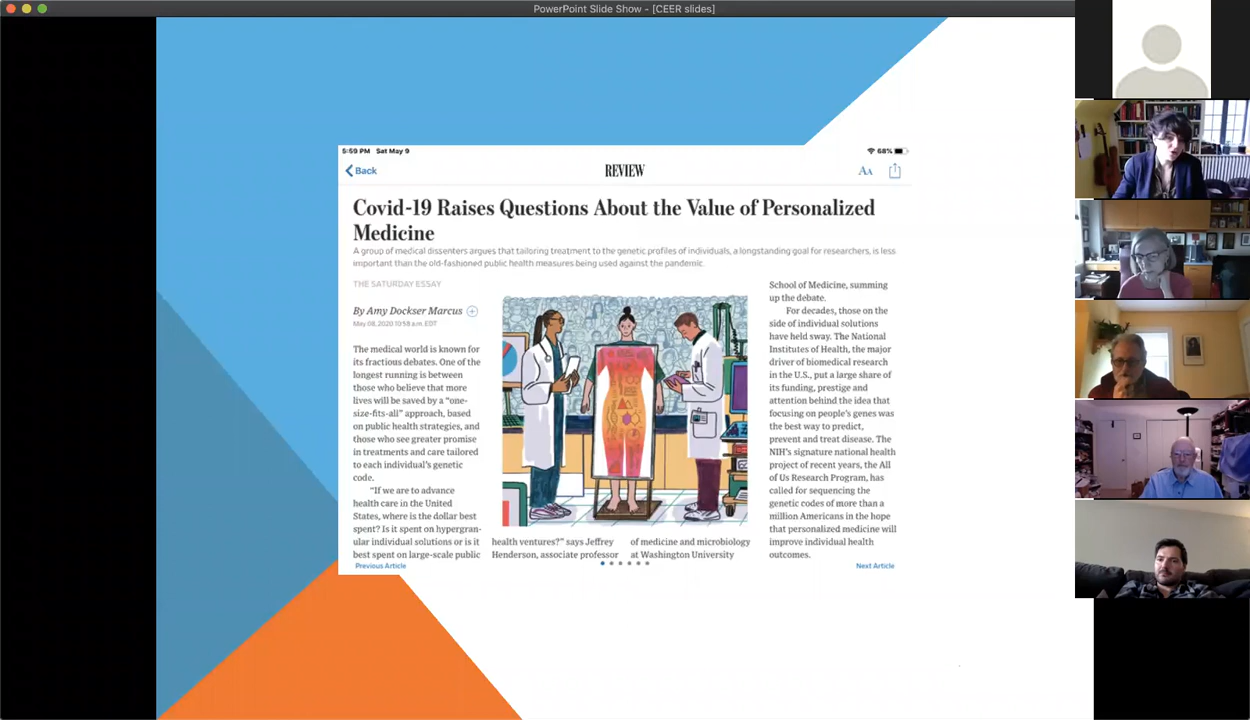 PowerPoint Slide Show - [CEER slides]
5:59 PM Sat May 9
68%
Back
REVIEW
AA
Covid-19 Raises Questions About the Value of Personalized
Medicine
A group of medical dissenters argues that tailoring treatment to the genetic profiles of individuals, a longstanding goal for researchers, is less
important than the old-fashioned public health measures being used against the pandemic.
THE SATURDAY ESSAY
By Amy Dockser Marcus
May 08, 2020 10:58 a.m. EDT
The medical world is known for
its fractious debates. One of the
longest running is between
those who believe that more
lives will be saved by a “one-
size-fits-all” approach, based
on public health strategies, and
those who see greater promise
in treatments and care tailored
to each individual’s genetic
code.
“If we are to advance
health care in the United
States, where is the dollar best
spent? Is it spent on hypergran-
ular individual solutions or is it
best spent on large-scale public
health ventures?” says Jeffrey
Henderson, associate professor
of medicine and microbiology
at Washington University
School of Medicine, summing
up the debate.
For decades, those on the
side of individual solutions
have held sway. The National
Institutes of Health, the major
driver of biomedical research
in the U.S., put a large share of
its funding, prestige and
attention behind the idea that
focusing on people’s genes was
the best way to predict,
prevent and treat disease. The
NIH’s signature national health
project of recent years, the All
of Us Research Program, has
called for sequencing the
genetic codes of more than a
million Americans in the hope
that personalized medicine will
improve individual health
outcomes.
Previous Article
Next Article